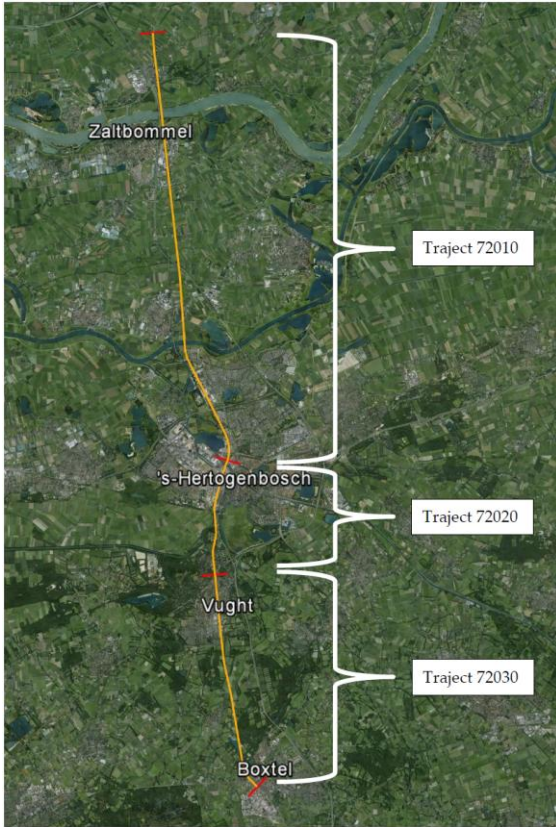 Zaltbommel
Traject 72010
's-Hertogenbosch
Traject 72020
Vught
Traject 72030
Boxtel